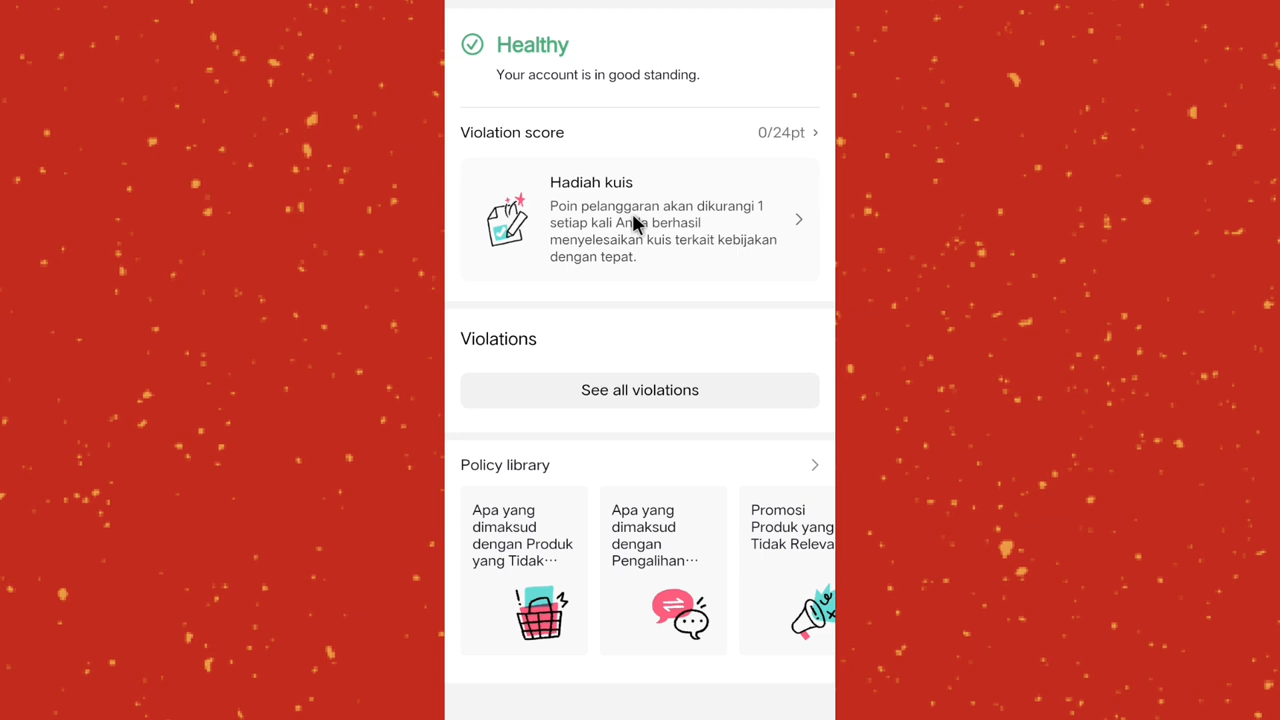 Healthy
Your account is in good standing.
Violation score
0/24pt
Hadiah kuis
Poin pelanggaran akan dikurangi 1
setiap kali Anda berhasil
menyelesaikan kuis terkait kebijakan
dengan tepat.
Violations
See all violations
Policy library
Apa yang
dimaksud
dengan Produk
yang Tidak···
Apa yang
dimaksud
dengan
Pengalihan···
Promosi
Produk yang
Tidak Releva